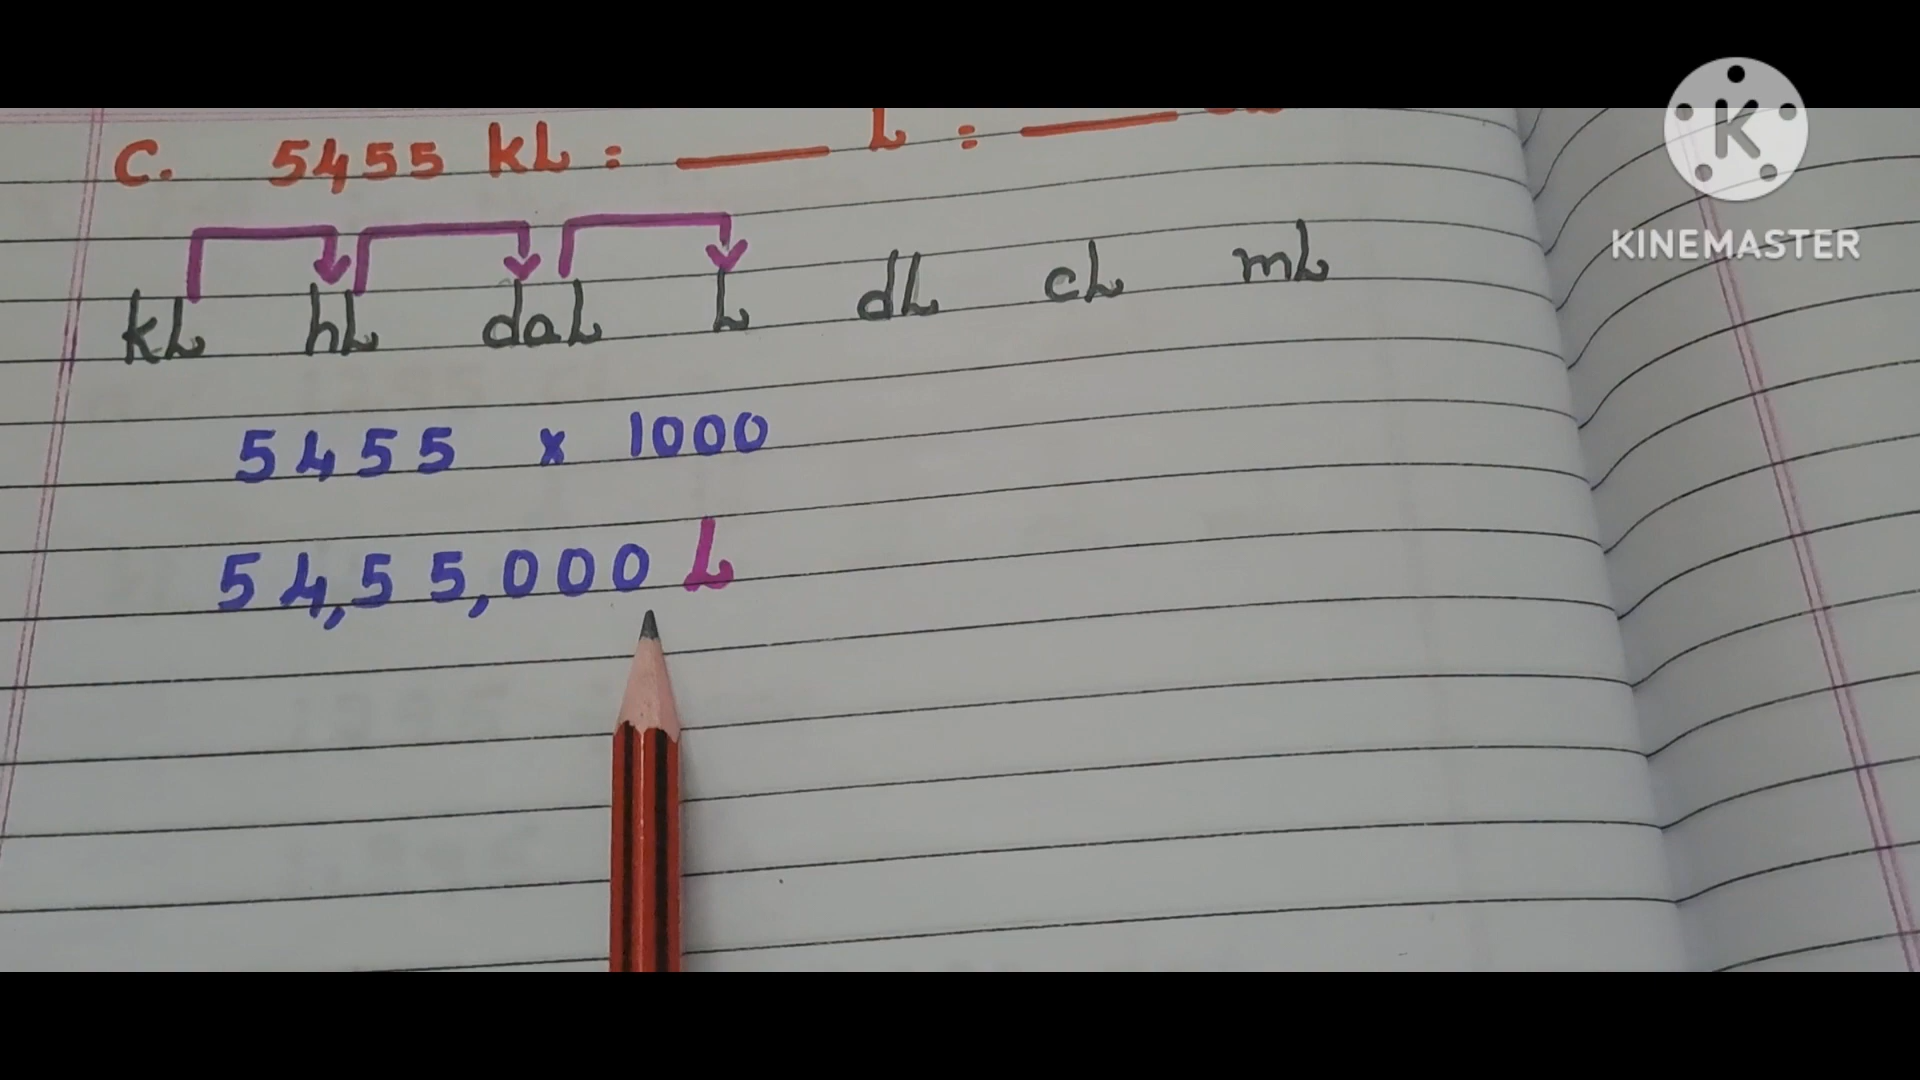 C. 5455 kL = ____ L = ____
kL hL daL L dL cL mL
5455 x 1000
54,55,000 L
K
KINEMASTER